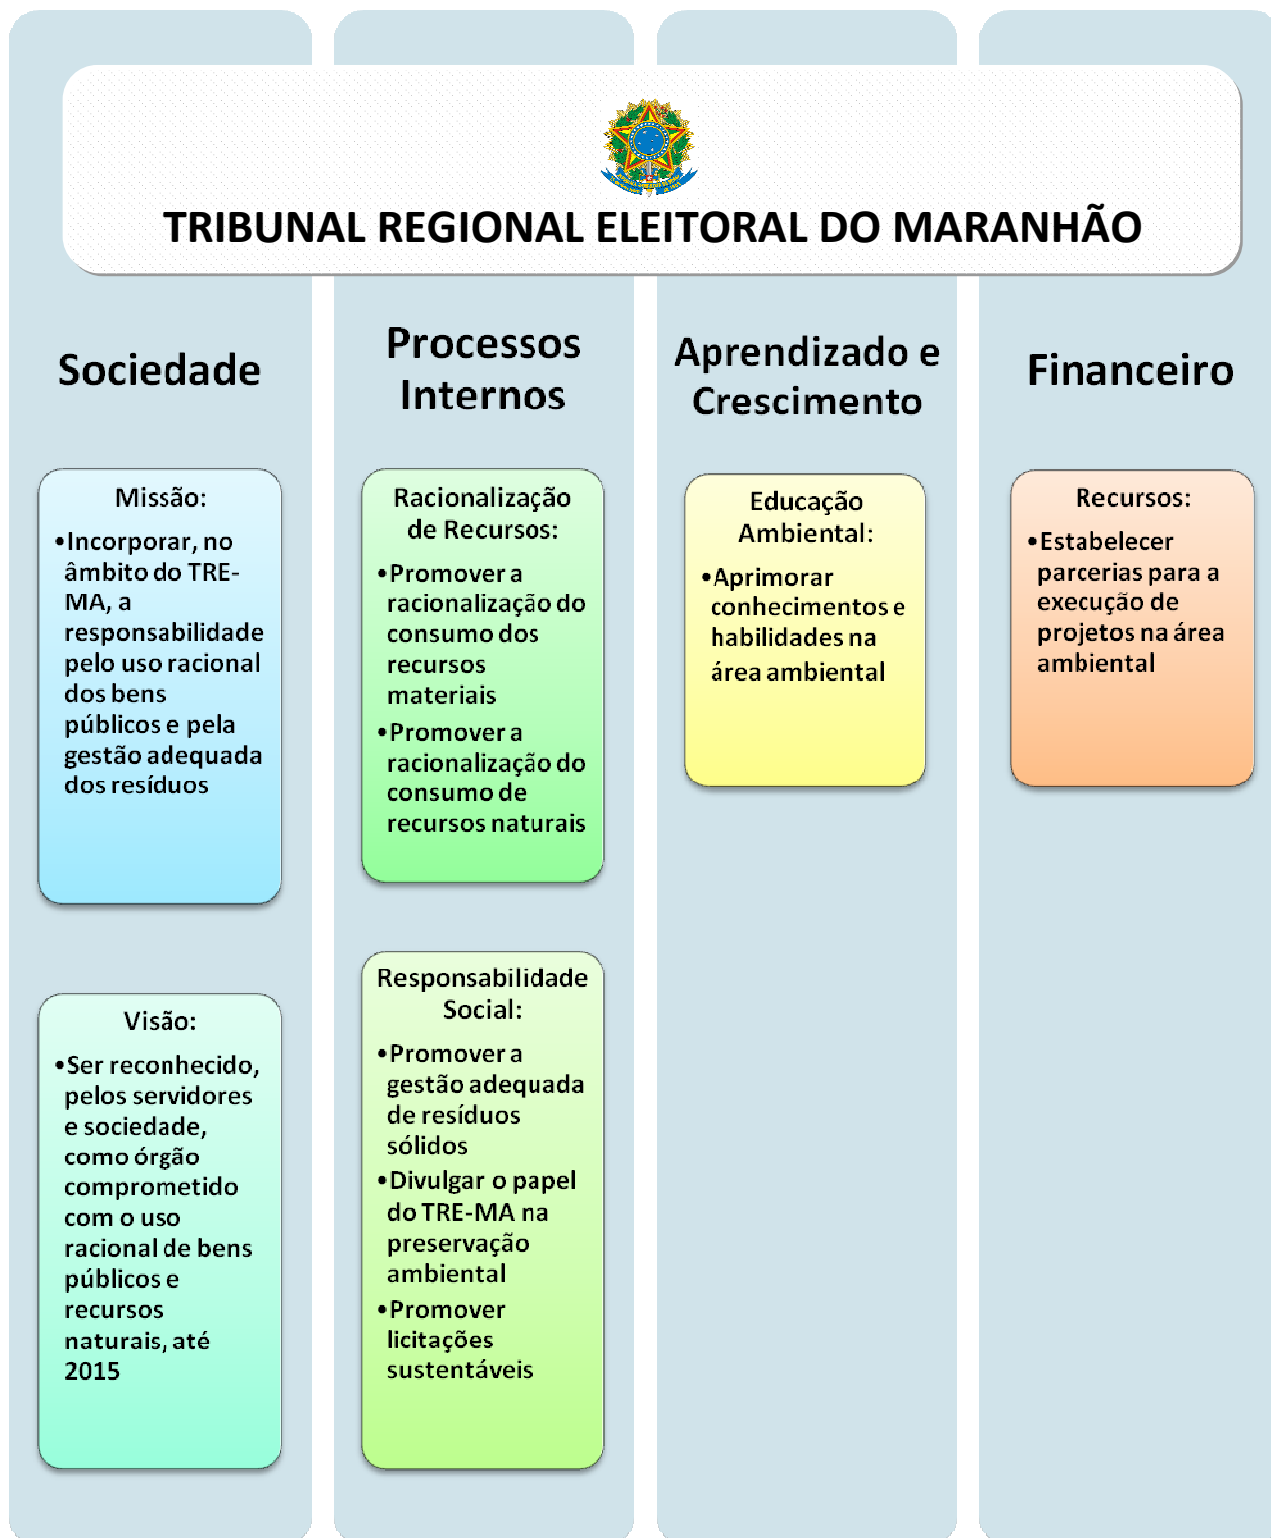 TRIBUNAL REGIONAL ELEITORAL DO MARANHÃO
Sociedade
Missão:
•Incorporar, no
âmbito do TRE-
MA, a
responsabilidade
pelo uso racional
dos bens
públicos e pela
gestão adequada
dos resíduos
Visão:
•Ser reconhecido,
pelos servidores
e sociedade,
como órgão
comprometido
com o uso
racional de bens
públicos e
recursos
naturais, até
2015
Processos
Internos
Racionalização
de Recursos:
•Promover a
racionalização do
consumo dos
recursos
materiais
•Promover a
racionalização do
consumo de
recursos naturais
Responsabilidade
Social:
•Promover a
gestão adequada
de resíduos
sólidos
•Divulgar o papel
do TRE-MA na
preservação
ambiental
•Promover
licitações
sustentáveis
Aprendizado e
Crescimento
Educação
Ambiental:
•Aprimorar
conhecimentos e
habilidades na
área ambiental
Financeiro
Recursos:
•Estabelecer
parcerias para a
execução de
projetos na área
ambiental